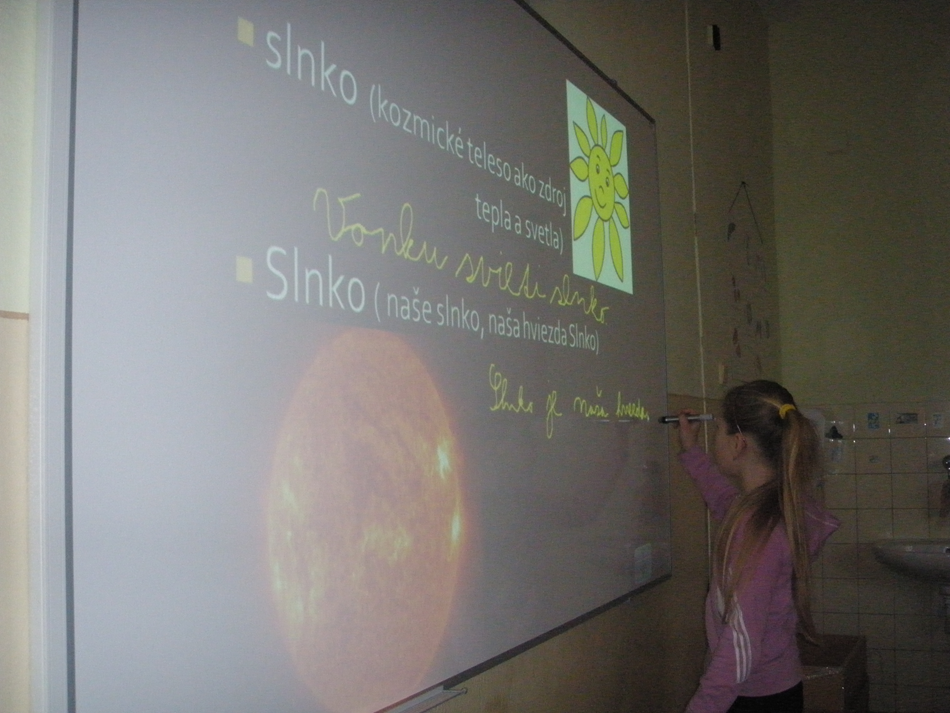 slnko (kozmické teleso ako zdroj
tepla a svetla)
Vonku svieti slnko.
Slnko ( naše slnko, naša hviezda Slnko)
Slnko je naša hviezda